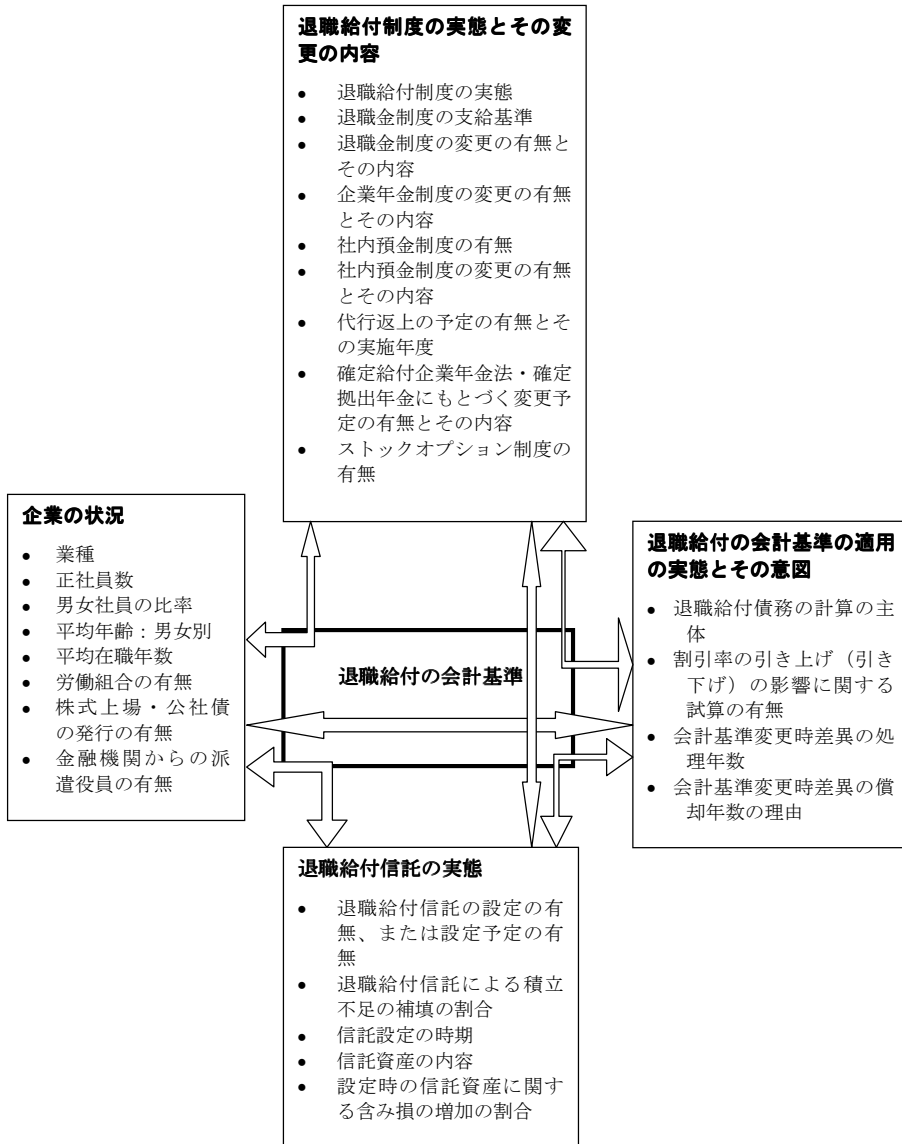 退職給付制度の実態とその変
更の内容
• 退職給付制度の実態
• 退職金制度の支給基準
• 退職金制度の変更の有無と
その内容
• 企業年金制度の変更の有無
とその内容
• 社内預金制度の有無
• 社内預金制度の変更の有無
とその内容
• 代行返上の予定の有無とそ
の実施年度
• 確定給付企業年金法・確定
拠出年金にもとづく変更予
定の有無とその内容
• ストックオプション制度の
有無
企業の状況
• 業種
• 正社員数
• 男女社員の比率
• 平均年齢：男女別
• 平均在職年数
• 労働組合の有無
• 株式上場・公社債
の発行の有無
• 金融機関からの派
遣役員の有無
退職給付の会計基準
退職給付の会計基準の適用
の実態とその意図
• 退職給付債務の計算の主
体
• 割引率の引き上げ（引き
下げ）の影響に関する
試算の有無
• 会計基準変更時差異の処
理年数
• 会計基準変更時差異の償
却年数の理由
退職給付信託の実態
• 退職給付信託の設定の有
無、または設定予定の有
無
• 退職給付信託による積立
不足の補填の割合
• 信託設定の時期
• 信託資産の内容
• 設定時の信託資産に関す
る含み損の増加の割合